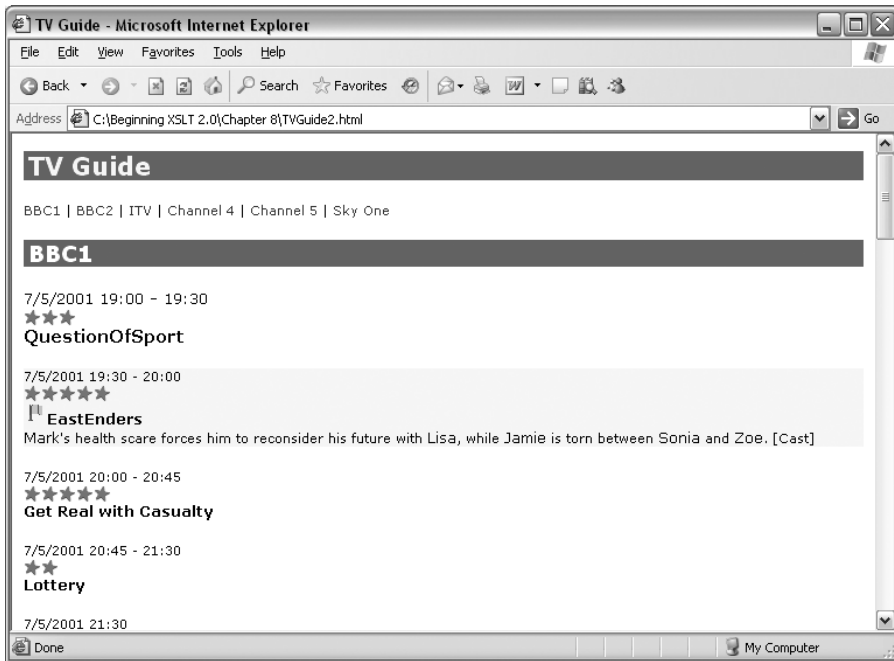 TV Guide - Microsoft Internet Explorer
File Edit View Favorites Tools Help
Back Search Favorites W
Address C:\Beginning XSLT 2.0\Chapter 8\TVGuide2.html Go
TV Guide
BBC1 | BBC2 | ITV | Channel 4 | Channel 5 | Sky One
BBC1
7/5/2001 19:00 - 19:30
QuestionOfSport
7/5/2001 19:30 - 20:00
EastEnders
Mark's health scare forces him to reconsider his future with Lisa, while Jamie is torn between Sonia and Zoe. [Cast]
7/5/2001 20:00 - 20:45
Get Real with Casualty
7/5/2001 20:45 - 21:30
Lottery
7/5/2001 21:30
Done My Computer